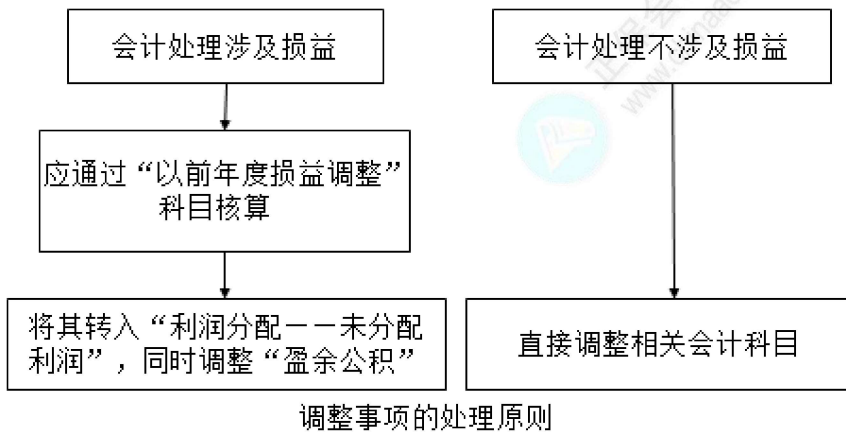 会计处理涉及损益
会计处理不涉及损益
应通过“以前年度损益调整”
科目核算
将其转入“利润分配——未分配
利润”，同时调整“盈余公积”
直接调整相关会计科目
调整事项的处理原则